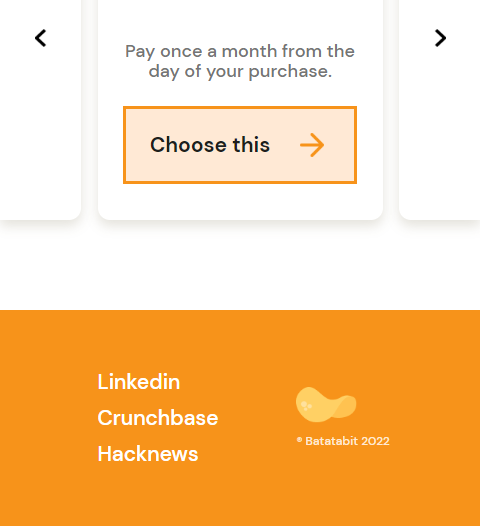 Pay once a month from the
day of your purchase.
Choose this
Linkedin
Crunchbase
Hacknews
® Batatabit 2022